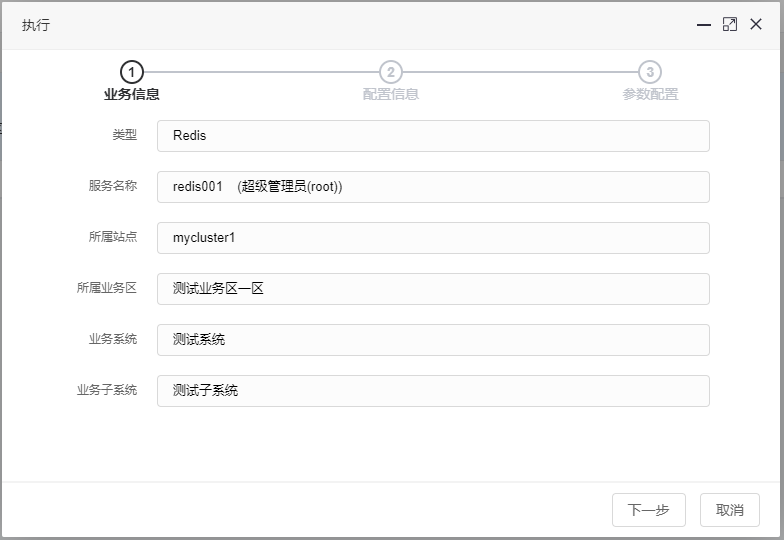 执行
1 2 3
业务信息 配置信息 参数配置
类型 Redis
服务名称 redis001 (超级管理员(root))
所属站点 mycluster1
所属业务区 测试业务区一区
业务系统 测试系统
业务子系统 测试子系统
下一步 取消